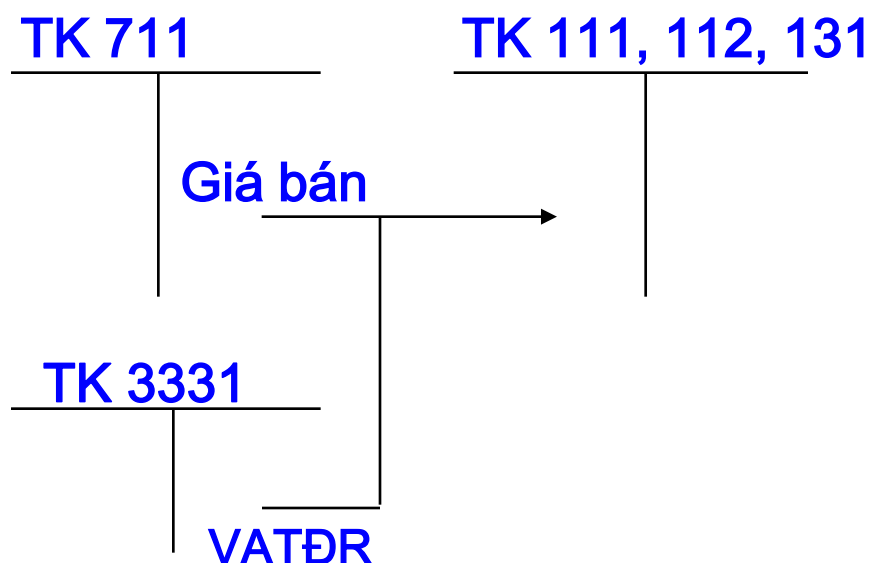 TK 711
TK 111, 112, 131
Giá bán
TK 3331
VATĐR